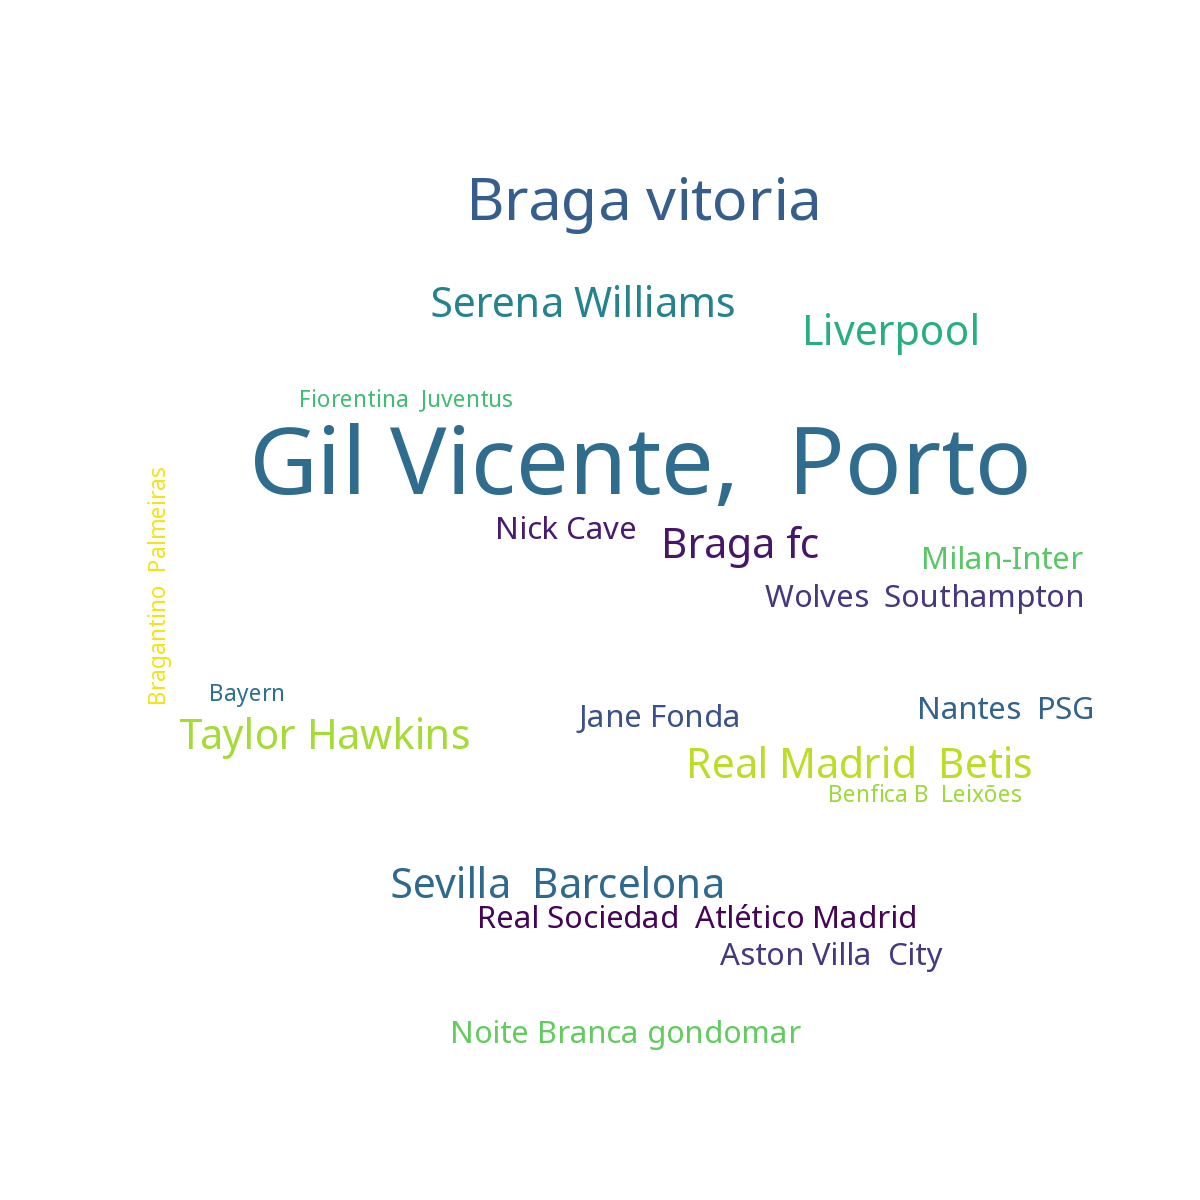 Braga vitoria
Serena Williams
Liverpool
Fiorentina  Juventus
Gil Vicente,  Porto
Nick Cave
Braga fc
Milan-Inter
Wolves  Southampton
Bragantino  Palmeiras
Bayern
Taylor Hawkins
Jane Fonda
Nantes  PSG
Real Madrid  Betis
Benfica B  Leixões
Sevilla  Barcelona
Real Sociedad  Atlético Madrid
Aston Villa  City
Noite Branca gondomar